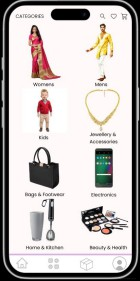 CATEGORIES
Womens
Mens
Kids
Jewellery &
Accessories
Bags & Footwear
Electronics
Home & Kitchen
Beauty & Health